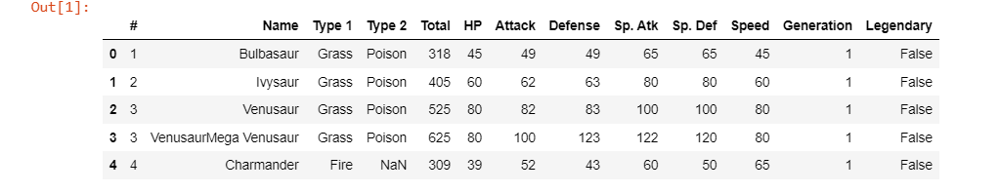 Out[1]:
# Name Type 1 Type 2 Total HP Attack Defense Sp. Atk Sp. Def Speed Generation Legendary
0 1 Bulbasaur Grass Poison 318 45 49 49 65 65 45 1 False
1 2 Ivysaur Grass Poison 405 60 62 63 80 80 60 1 False
2 3 Venusaur Grass Poison 525 80 82 83 100 100 80 1 False
3 3 VenusaurMega Venusaur Grass Poison 625 80 100 123 122 120 80 1 False
4 4 Charmander Fire NaN 309 39 52 43 60 50 65 1 False